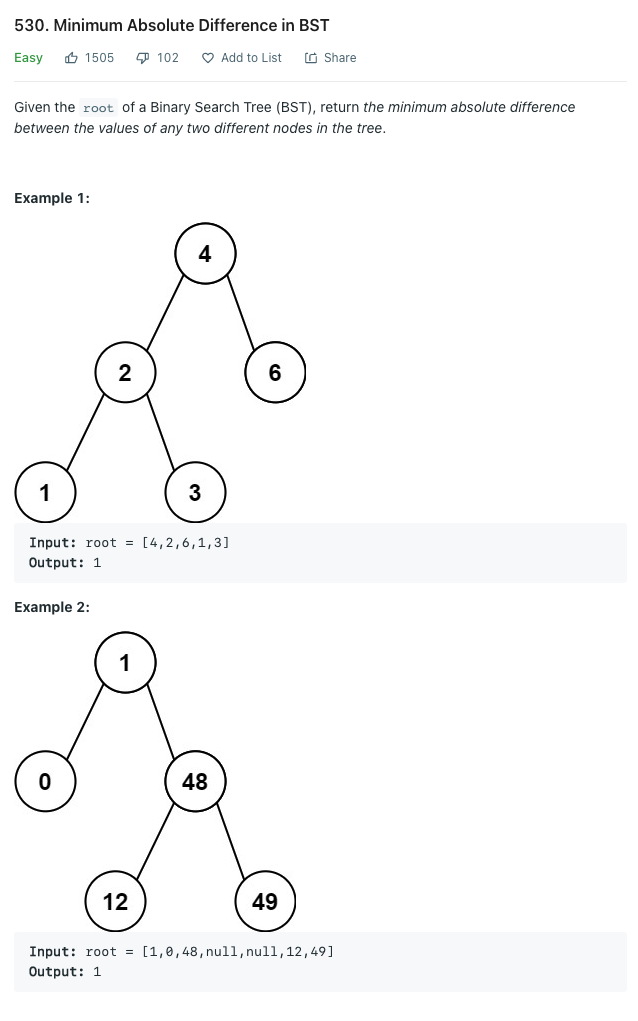 530. Minimum Absolute Difference in BST
Easy 1505 102 Add to List Share
Given the root of a Binary Search Tree (BST), return the minimum absolute difference
between the values of any two different nodes in the tree.
Example 1:
4
2 6
1 3
Input: root = [4,2,6,1,3]
Output: 1
Example 2:
1
0 48
12 49
Input: root = [1,0,48,null,null,12,49]
Output: 1